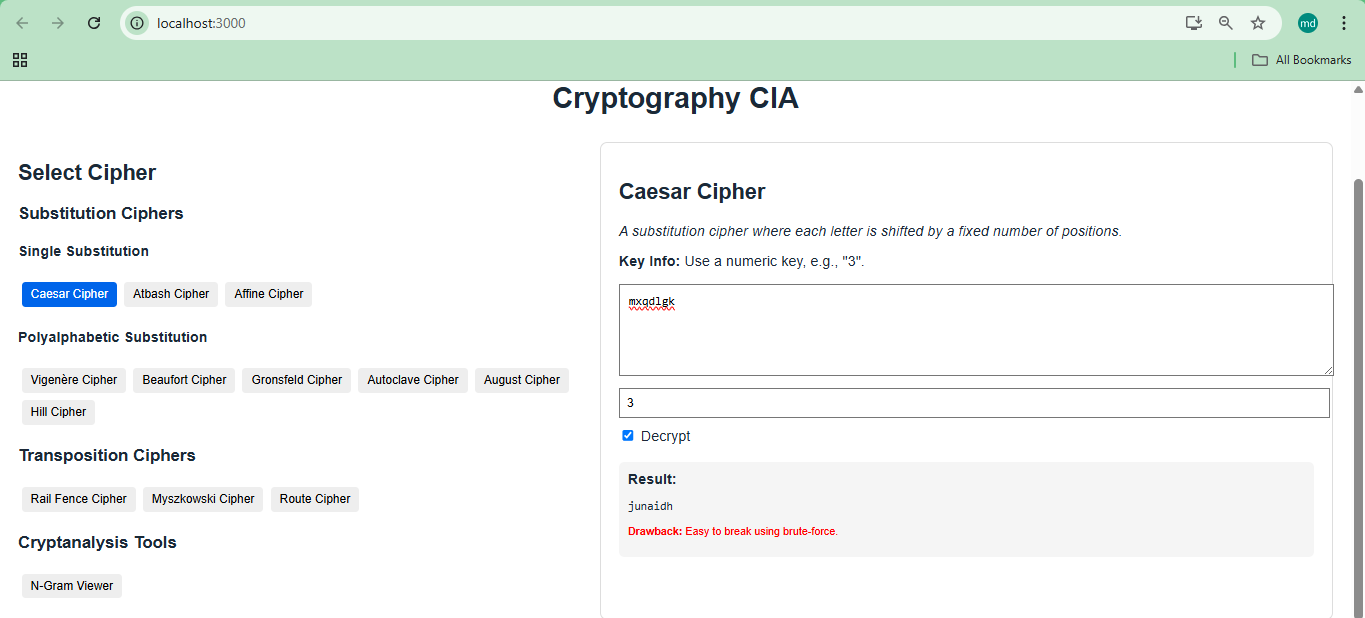 localhost:3000
md
All Bookmarks
Cryptography CIA
Select Cipher
Substitution Ciphers
Single Substitution
Caesar Cipher Atbash Cipher Affine Cipher
Polyalphabetic Substitution
Vigenère Cipher Beaufort Cipher Gronsfeld Cipher Autoclave Cipher August Cipher
Hill Cipher
Transposition Ciphers
Rail Fence Cipher Myszkowski Cipher Route Cipher
Cryptanalysis Tools
N-Gram Viewer
Caesar Cipher
A substitution cipher where each letter is shifted by a fixed number of positions.
Key Info: Use a numeric key, e.g., "3".
mxqdlgk
3
Decrypt
Result:
junaidh
Drawback: Easy to break using brute-force.